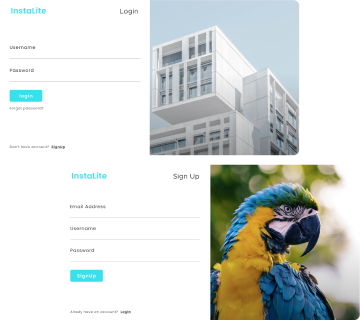 InstaLite
Login
Username
Password
login
Forgot password?
Don't have account? SignUp
InstaLite
Sign Up
Email Address
Username
Password
SignUp
Already have an account? Login